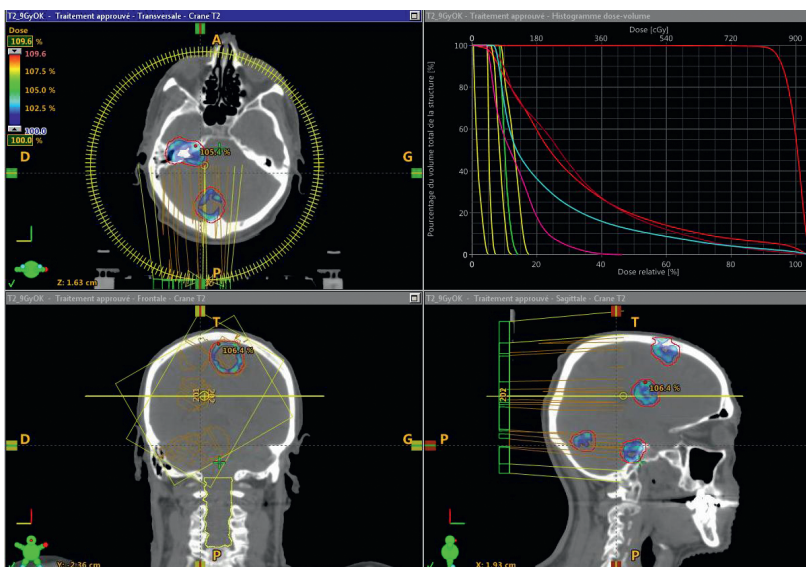 T2_9GyOK - Traitement approuvé - Transversale - Crane T2
Dose
109.6 %
109.6
107.5 %
105.0 %
102.5 %
100.0
100.0 %
A
D
G
105.4 %
P
Z: 1.63 cm
T2_9GyOK - Traitement approuvé - Histogramme dose-volume
Dose [cGy]
0 180 360 540 720 900
Pourcentage du volume total de la structure [%]
100
80
60
40
20
0
0 20 40 60 80 100
Dose relative [%]
T2_9GyOK - Traitement approuvé - Frontale - Crane T2
T
106.4 %
D
G
P
Y: -2.36 cm
T2_9GyOK - Traitement approuvé - Sagittale - Crane T2
T
202
106.4 %
P
P
X: 1.93 cm